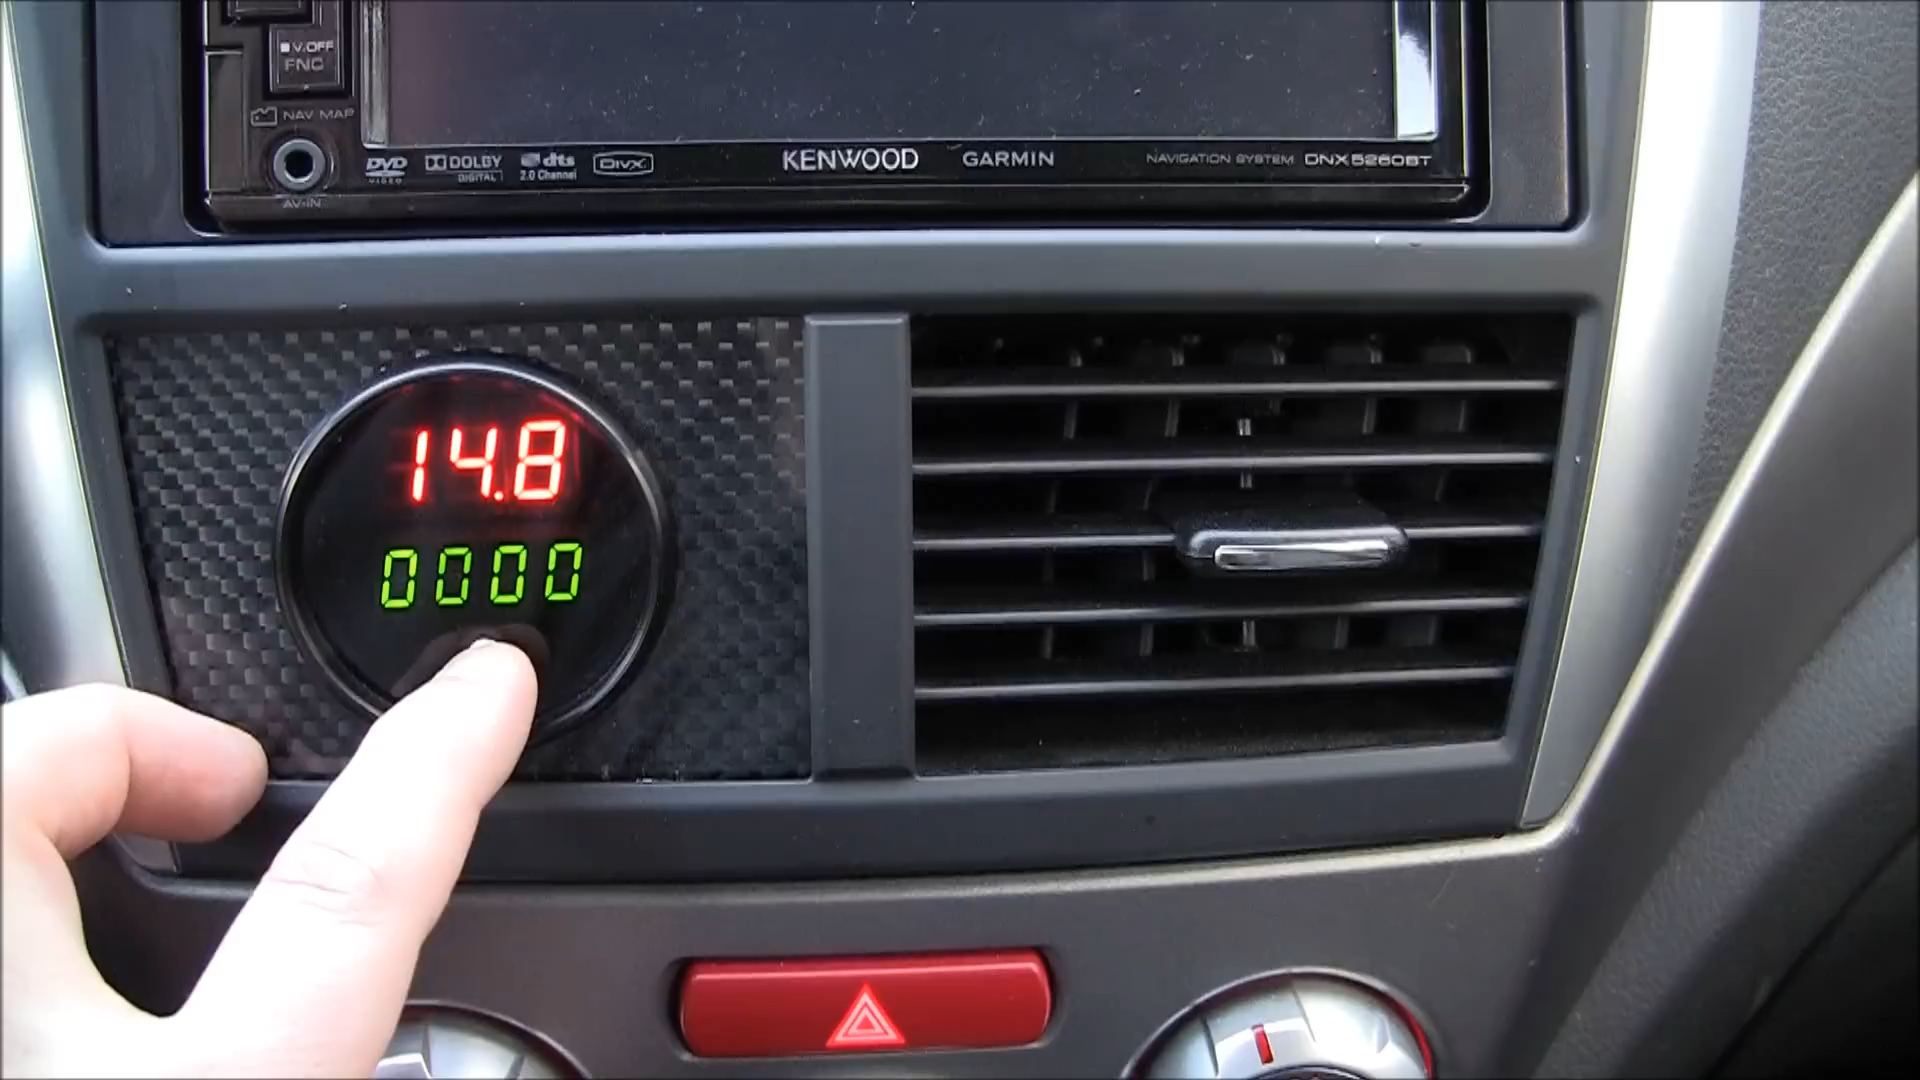 V.OFF
FNC
NAV MAP
DVD VIDEO
DOLBY DIGITAL
dts 2.0 Channel
DIVX
KENWOOD
GARMIN
NAVIGATION SYSTEM DNX5260BT
AV-IN
14.8
0000